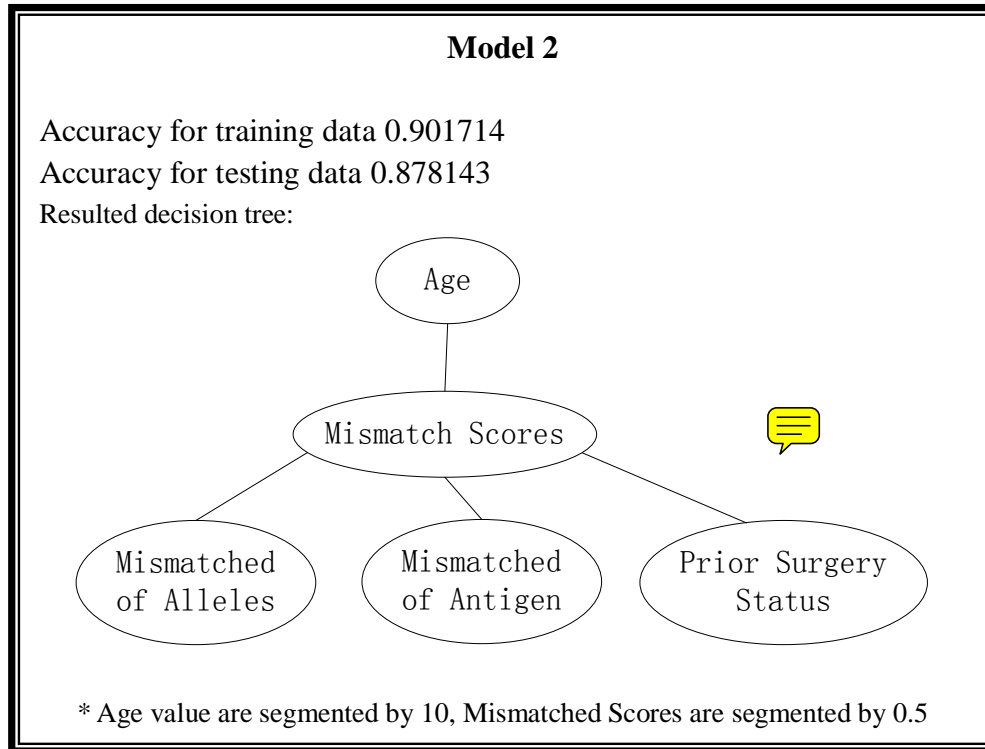 Model 2
Accuracy for training data 0.901714
Accuracy for testing data 0.878143
Resulted decision tree:
Age
Mismatch Scores
Mismatched
of Alleles
Mismatched
of Antigen
Prior Surgery
Status
* Age value are segmented by 10, Mismatched Scores are segmented by 0.5